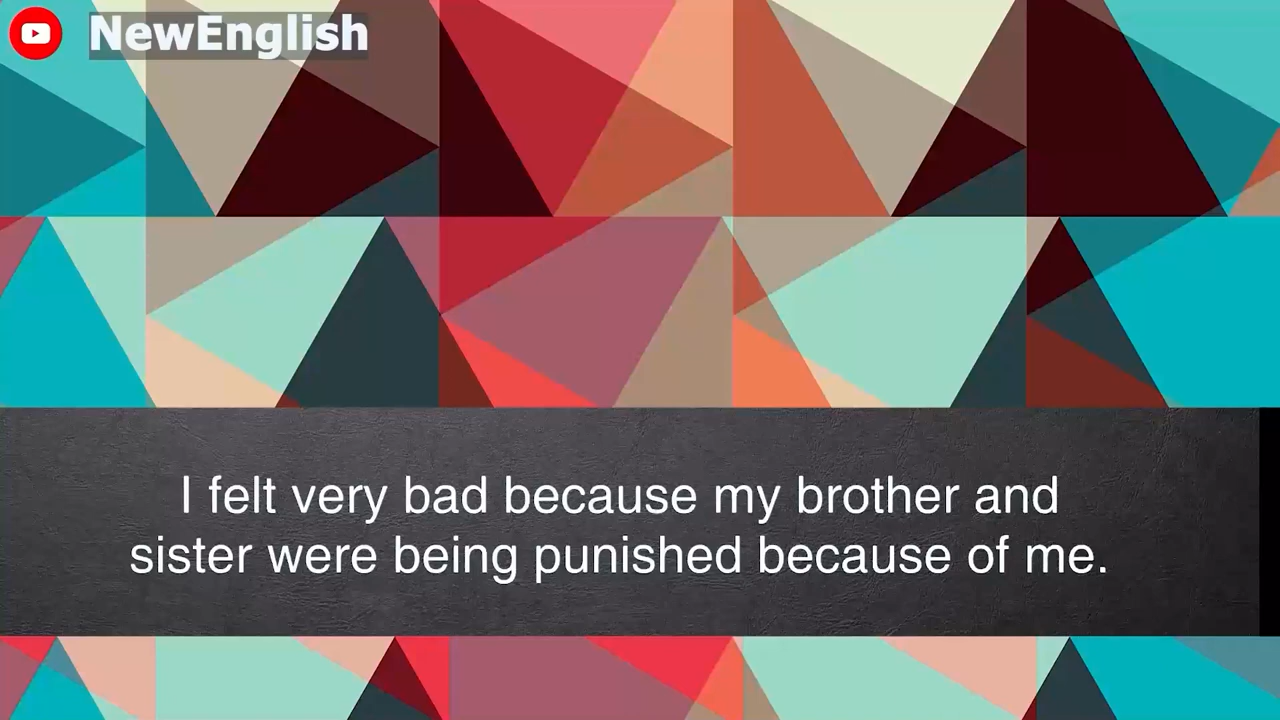 NewEnglish
I felt very bad because my brother and
sister were being punished because of me.